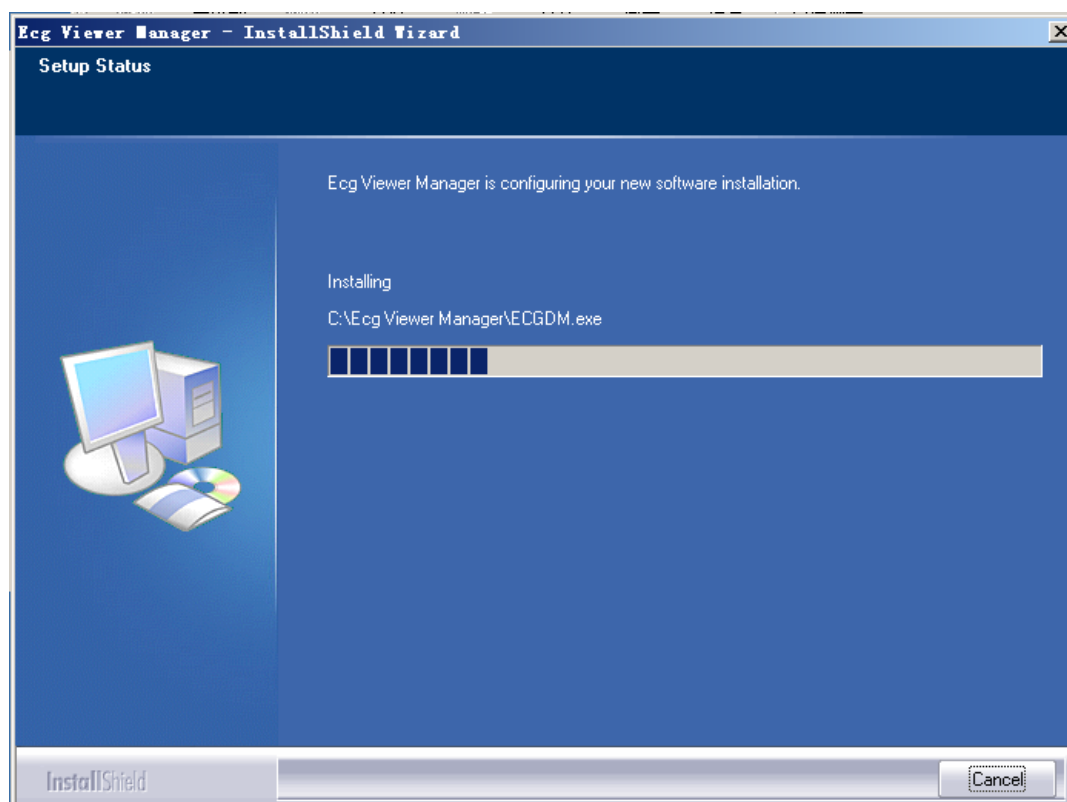 Ecg Viewer Manager - InstallShield Wizard
Setup Status
Ecg Viewer Manager is configuring your new software installation.
Installing
C:\Ecg Viewer Manager\ECGDM.exe
InstallShield
Cancel